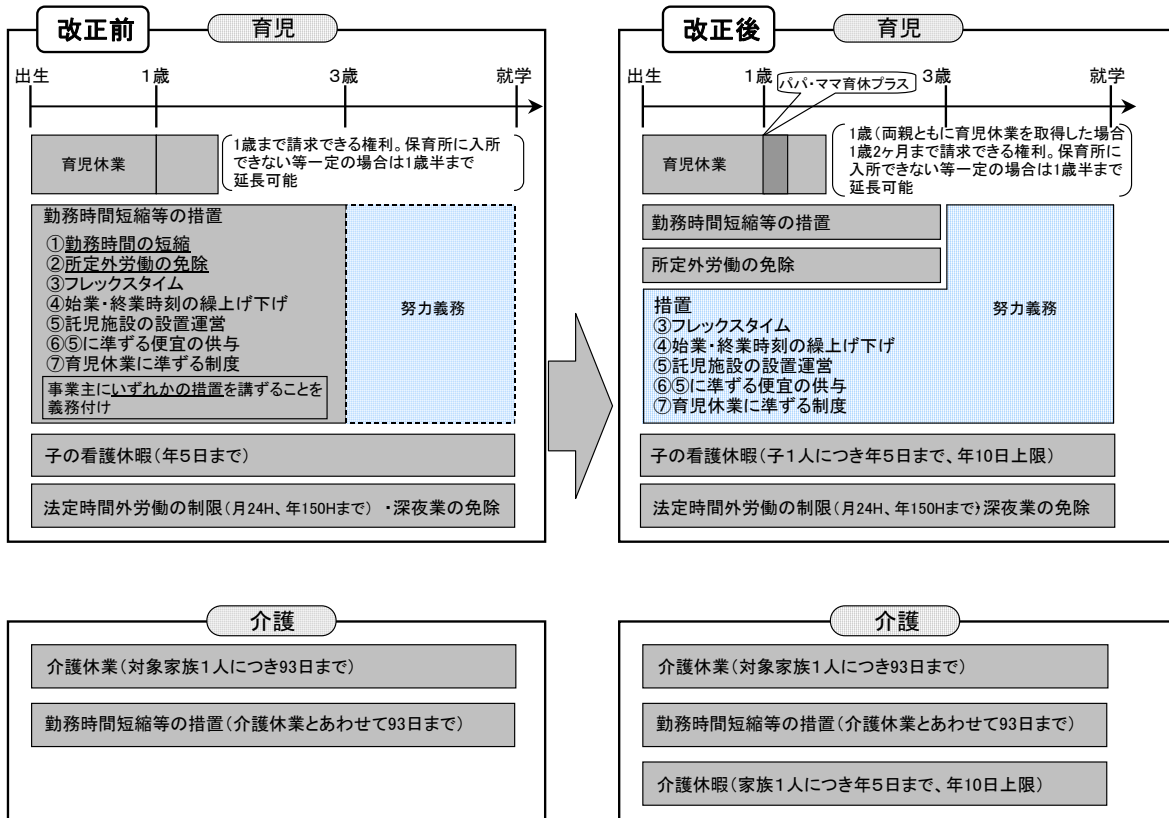 改正前
育児
出生 1歳 3歳 就学
育児休業
1歳まで請求できる権利。保育所に入所
できない等一定の場合は1歳半まで
延長可能
勤務時間短縮等の措置
①勤務時間の短縮
②所定外労働の免除
③フレックスタイム
④始業・終業時刻の繰上げ下げ
⑤託児施設の設置運営
⑥⑤に準ずる便宜の供与
⑦育児休業に準ずる制度
事業主にいずれかの措置を講ずることを
義務付け
努力義務
子の看護休暇(年5日まで)
法定時間外労働の制限(月24H、年150Hまで) ・深夜業の免除
改正後
育児
出生 1歳 3歳 就学
パパ・ママ育休プラス
育児休業
1歳(両親ともに育児休業を取得した場合
1歳2ヶ月まで請求できる権利。保育所に
入所できない等一定の場合は1歳半まで
延長可能
勤務時間短縮等の措置
所定外労働の免除
措置
③フレックスタイム
④始業・終業時刻の繰上げ下げ
⑤託児施設の設置運営
⑥⑤に準ずる便宜の供与
⑦育児休業に準ずる制度
努力義務
子の看護休暇(子1人につき年5日まで、年10日上限)
法定時間外労働の制限(月24H、年150Hまで)・深夜業の免除
介護
介護休業(対象家族1人につき93日まで)
勤務時間短縮等の措置(介護休業とあわせて93日まで)
介護
介護休業(対象家族1人につき93日まで)
勤務時間短縮等の措置(介護休業とあわせて93日まで)
介護休暇(家族1人につき年5日まで、年10日上限)